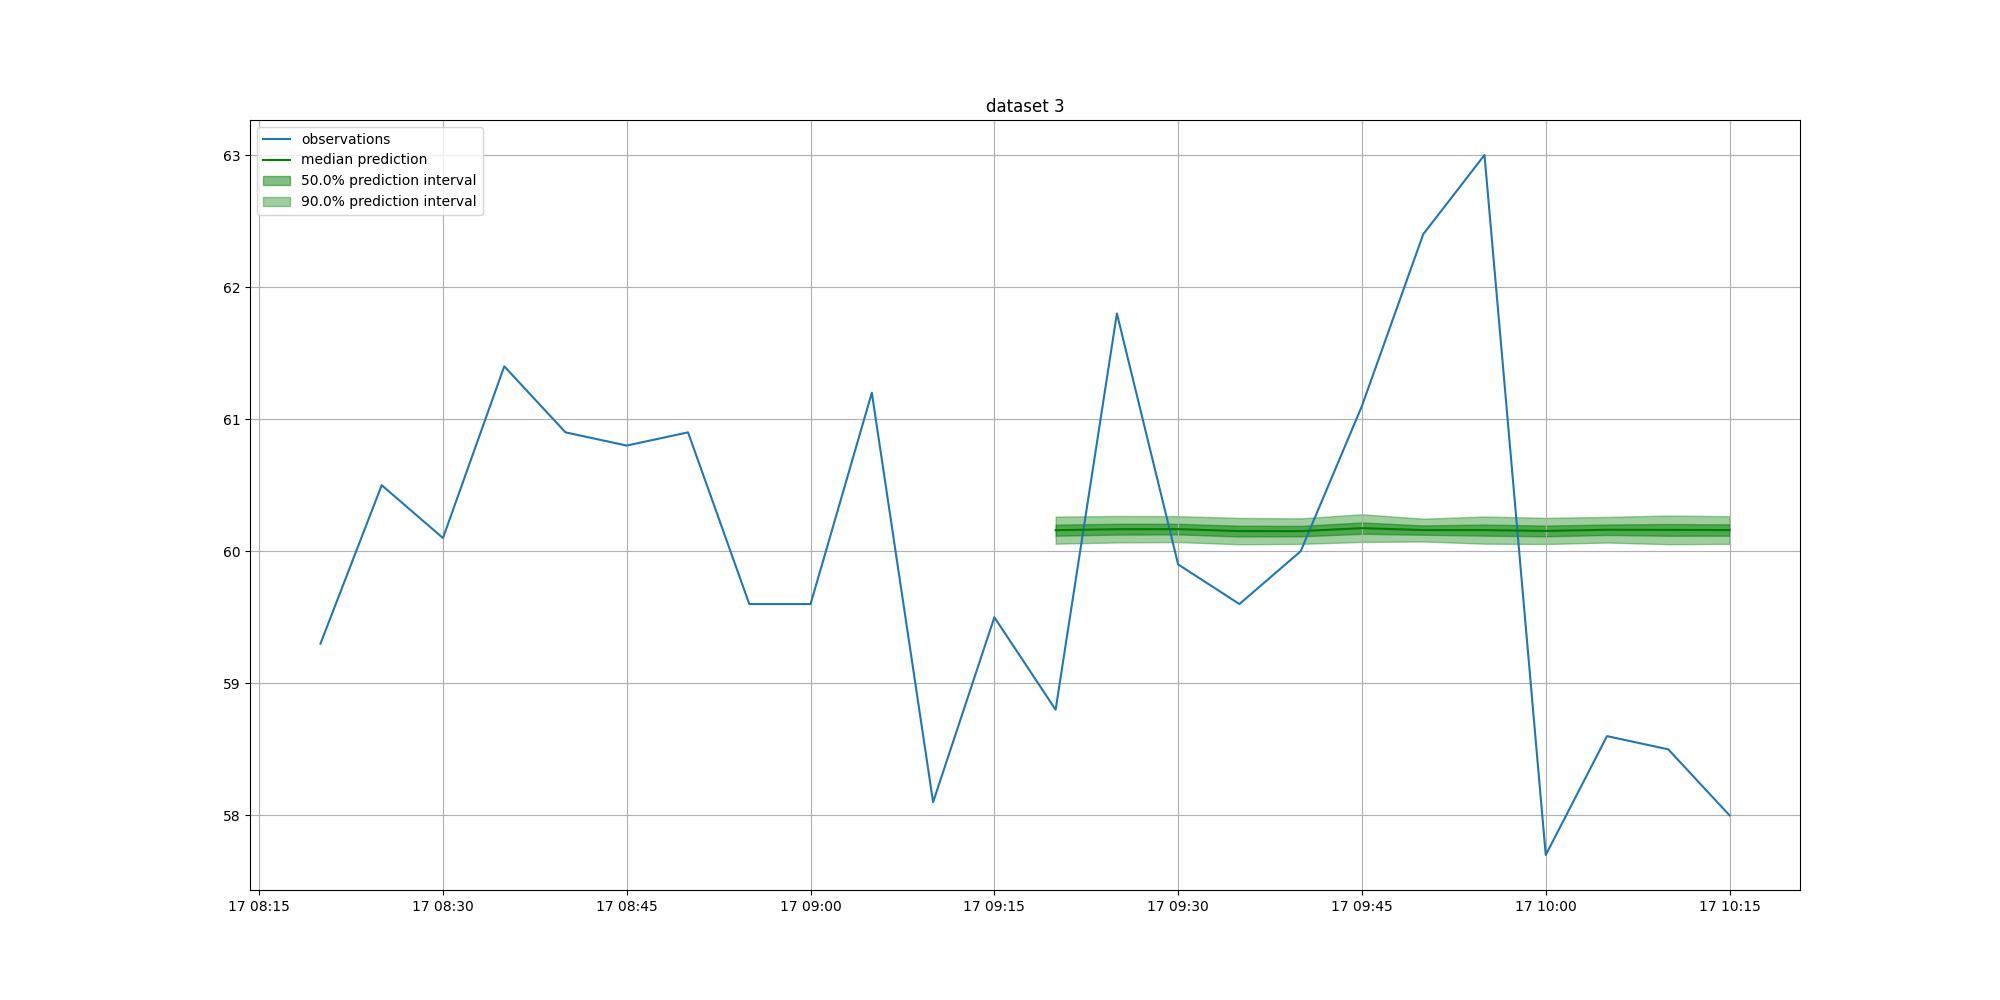 dataset 3
observations
median prediction
50.0% prediction interval
90.0% prediction interval
63
62
61
60
59
58
17 08:15 17 08:30 17 08:45 17 09:00 17 09:15 17 09:30 17 09:45 17 10:00 17 10:15